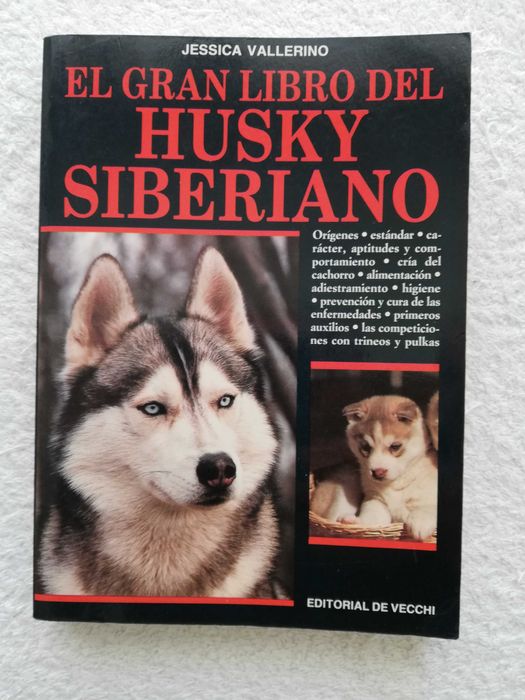 JESSICA VALLERINO
EL GRAN LIBRO DEL
HUSKY
SIBERIANO
Orígenes • estándar • ca-
rácter, aptitudes y com-
portamiento • cría del
cachorro • alimentación •
adiestramiento • higiene
• prevención y cura de las
enfermedades • primeros
auxilios • las competicio-
nes con trineos y pulkas
EDITORIAL DE VECCHI